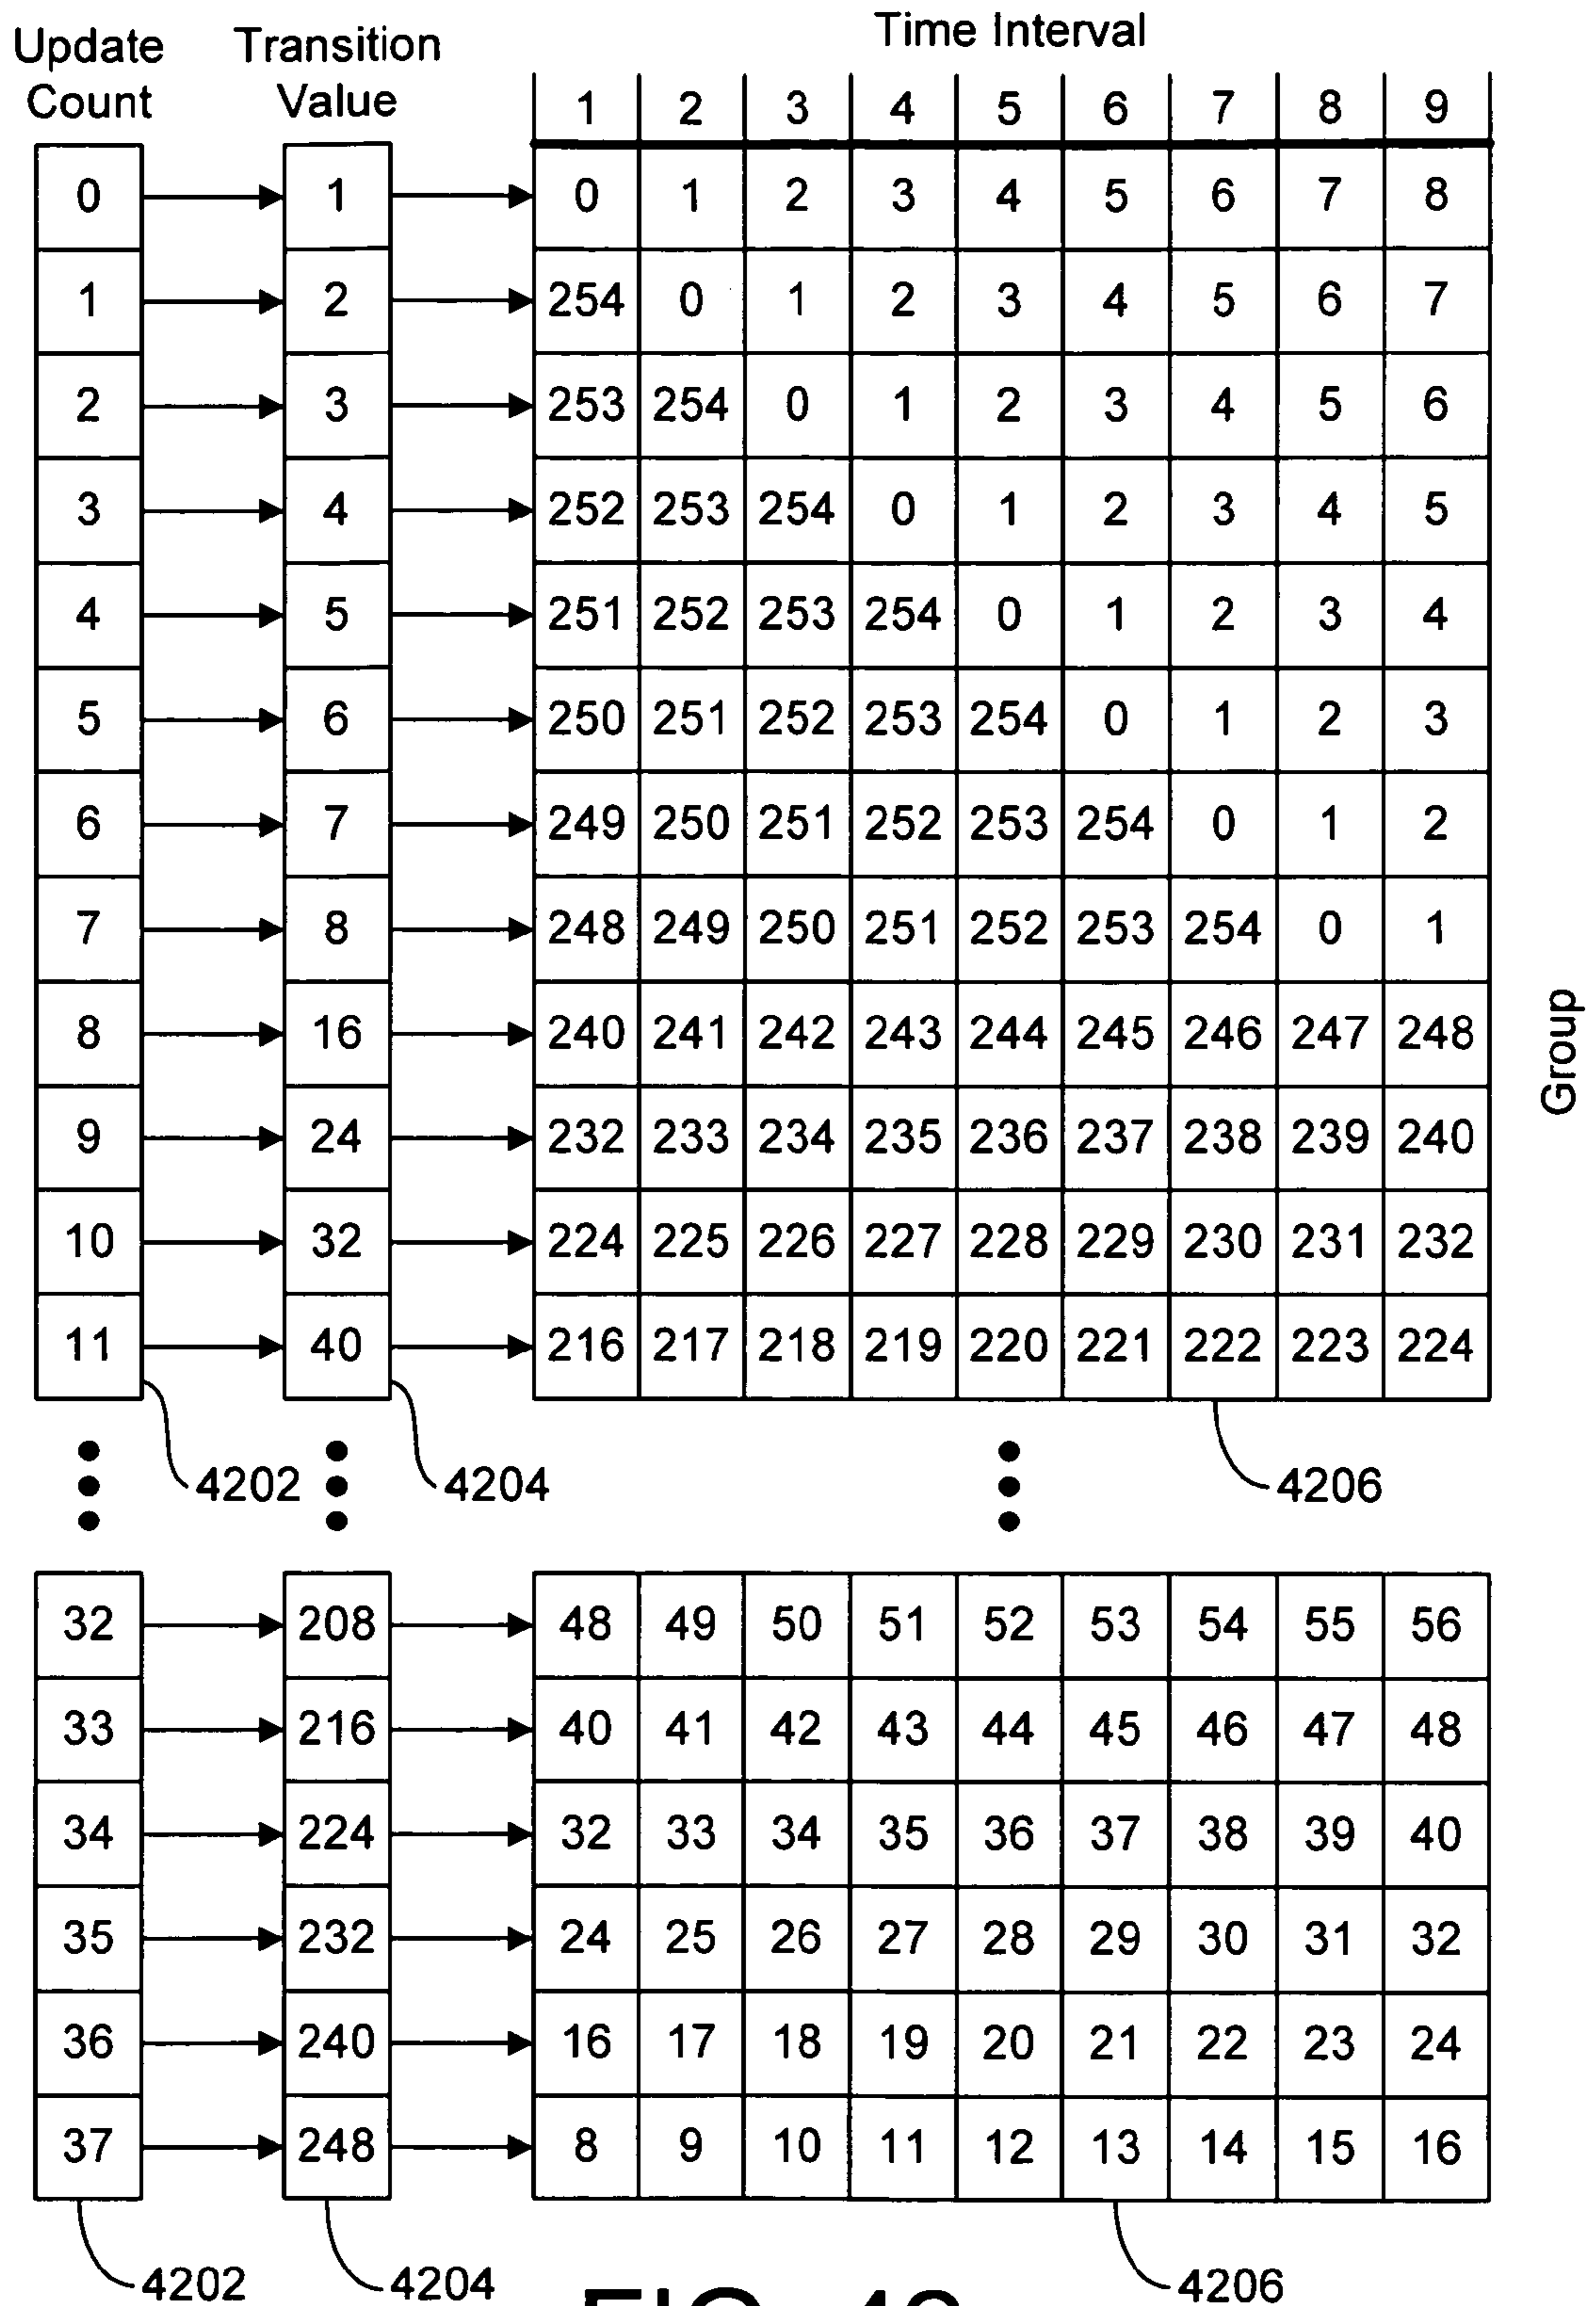 Time Interval
Update Count
Transition Value
1 2 3 4 5 6 7 8 9
0 1 0 1 2 3 4 5 6 7 8
1 2 254 0 1 2 3 4 5 6 7
2 3 253 254 0 1 2 3 4 5 6
3 4 252 253 254 0 1 2 3 4 5
4 5 251 252 253 254 0 1 2 3 4
5 6 250 251 252 253 254 0 1 2 3
6 7 249 250 251 252 253 254 0 1 2
7 8 248 249 250 251 252 253 254 0 1
8 16 240 241 242 243 244 245 246 247 248
9 24 232 233 234 235 236 237 238 239 240
10 32 224 225 226 227 228 229 230 231 232
11 40 216 217 218 219 220 221 222 223 224
Group
4202 4204 4206
32 208 48 49 50 51 52 53 54 55 56
33 216 40 41 42 43 44 45 46 47 48
34 224 32 33 34 35 36 37 38 39 40
35 232 24 25 26 27 28 29 30 31 32
36 240 16 17 18 19 20 21 22 23 24
37 248 8 9 10 11 12 13 14 15 16
4202 4204 4206